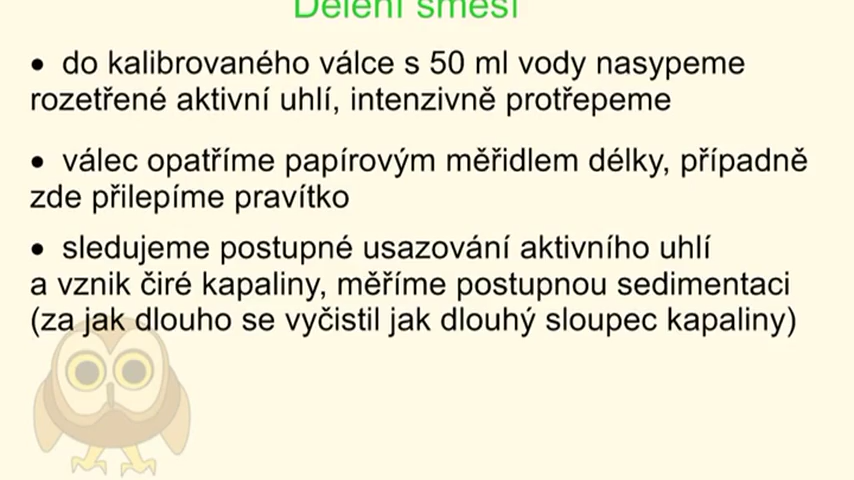 Dělení směsí
• do kalibrovaného válce s 50 ml vody nasypeme
rozetřené aktivní uhlí, intenzivně protřepeme
• válec opatříme papírovým měřidlem délky, případně
zde přilepíme pravítko
• sledujeme postupné usazování aktivního uhlí
a vznik čiré kapaliny, měříme postupnou sedimentaci
(za jak dlouho se vyčistil jak dlouhý sloupec kapaliny)